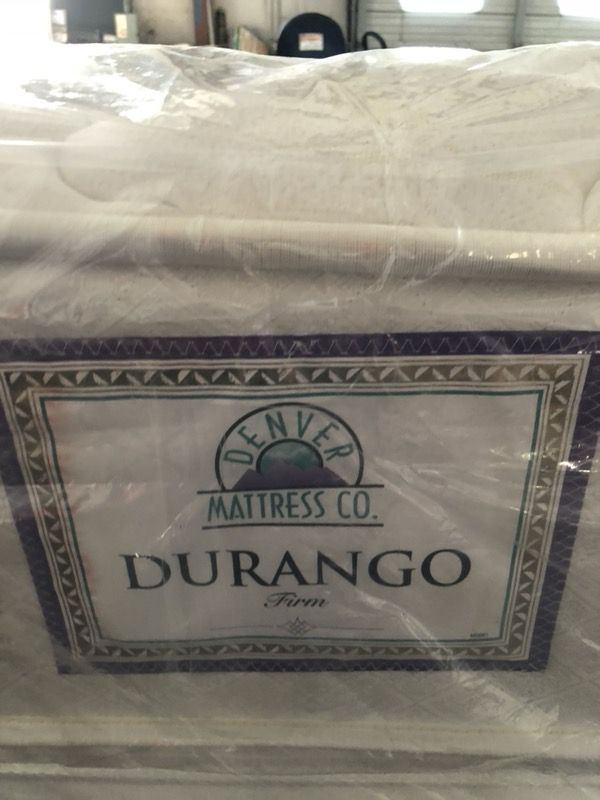 DENVER
MATTRESS CO.
DURANGO
Firm